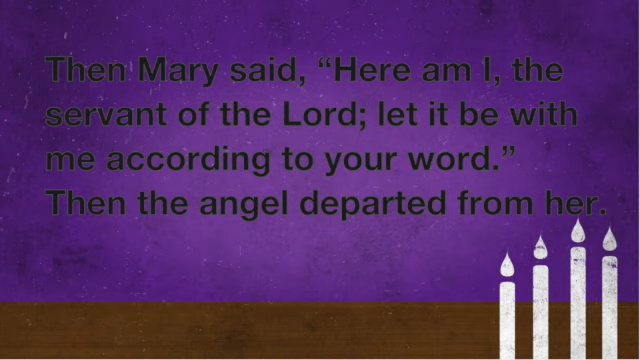 Then Mary said, “Here am I, the
servant of the Lord; let it be with
me according to your word.”
Then the angel departed from her.